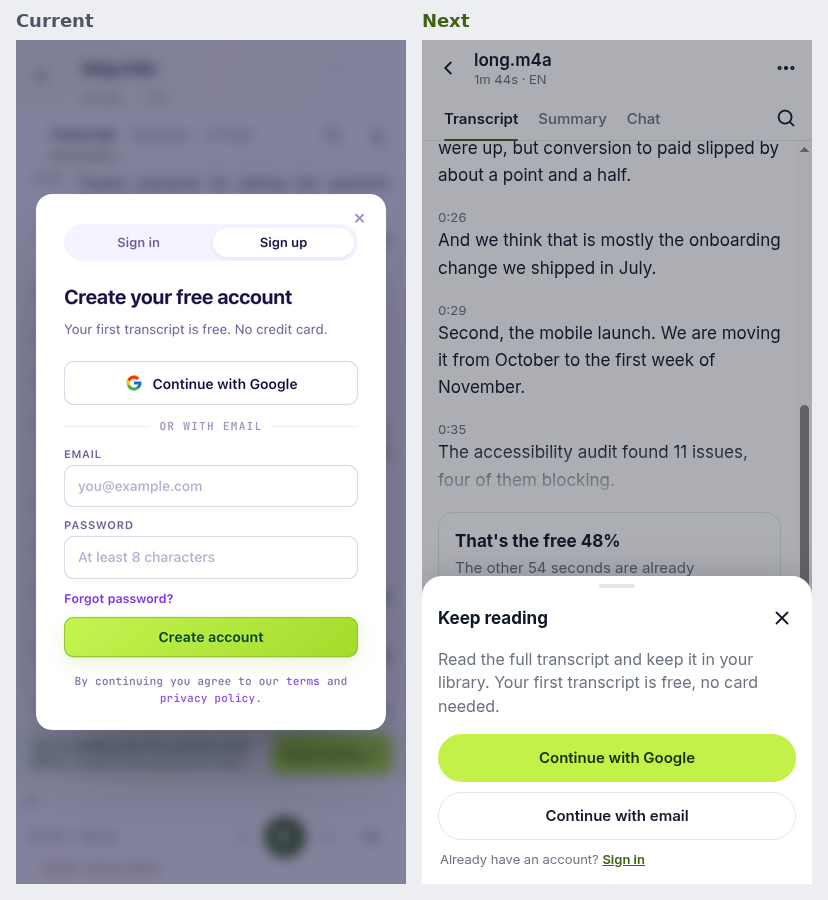 Current
Sign in
Sign up
Create your free account
Your first transcript is free. No credit card.
Continue with Google
OR WITH EMAIL
EMAIL
you@example.com
PASSWORD
At least 8 characters
Forgot password?
Create account
By continuing you agree to our terms and
privacy policy.
Next
long.m4a
1m 44s · EN
Transcript
Summary
Chat
were up, but conversion to paid slipped by
about a point and a half.
0:26
And we think that is mostly the onboarding
change we shipped in July.
0:29
Second, the mobile launch. We are moving
it from October to the first week of
November.
0:35
The accessibility audit found 11 issues,
four of them blocking.
That's the free 48%
The other 54 seconds are already
Keep reading
Read the full transcript and keep it in your
library. Your first transcript is free, no card
needed.
Continue with Google
Continue with email
Already have an account? Sign in